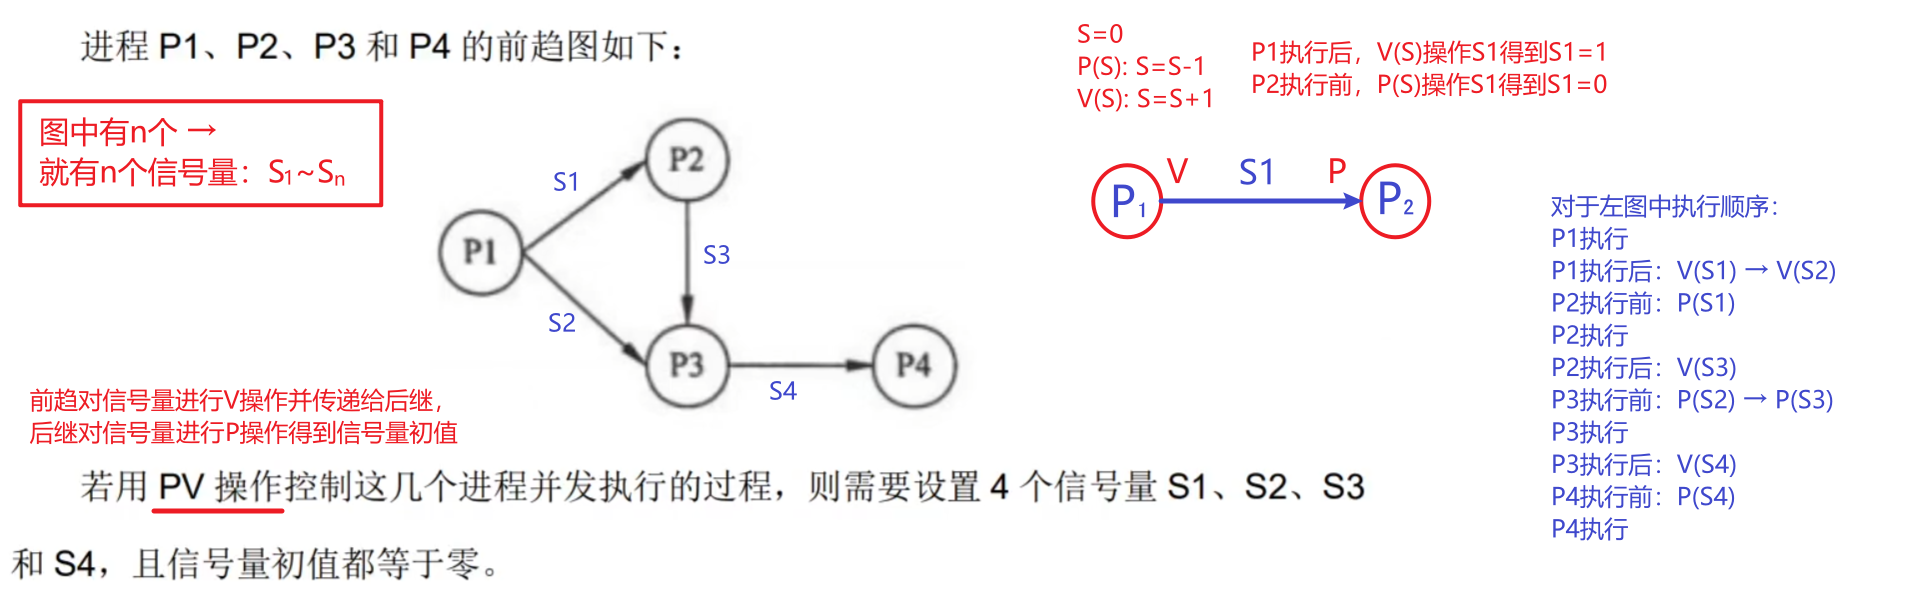 进程 P1、P2、P3 和 P4 的前趋图如下：
图中有n个 →
就有n个信号量：S1~Sn
P1
P2
P3
P4
S1
S2
S3
S4
前趋对信号量进行V操作并传递给后继，
后继对信号量进行P操作得到信号量初值
若用 PV 操作控制这几个进程并发执行的过程，则需要设置 4 个信号量 S1、S2、S3
和 S4，且信号量初值都等于零。
S=0
P(S): S=S-1
V(S): S=S+1
P1执行后，V(S)操作S1得到S1=1
P2执行前，P(S)操作S1得到S1=0
P1
V
S1
P
P2
对于左图中执行顺序：
P1执行
P1执行后：V(S1) → V(S2)
P2执行前：P(S1)
P2执行
P2执行后：V(S3)
P3执行前：P(S2) → P(S3)
P3执行
P3执行后：V(S4)
P4执行前：P(S4)
P4执行